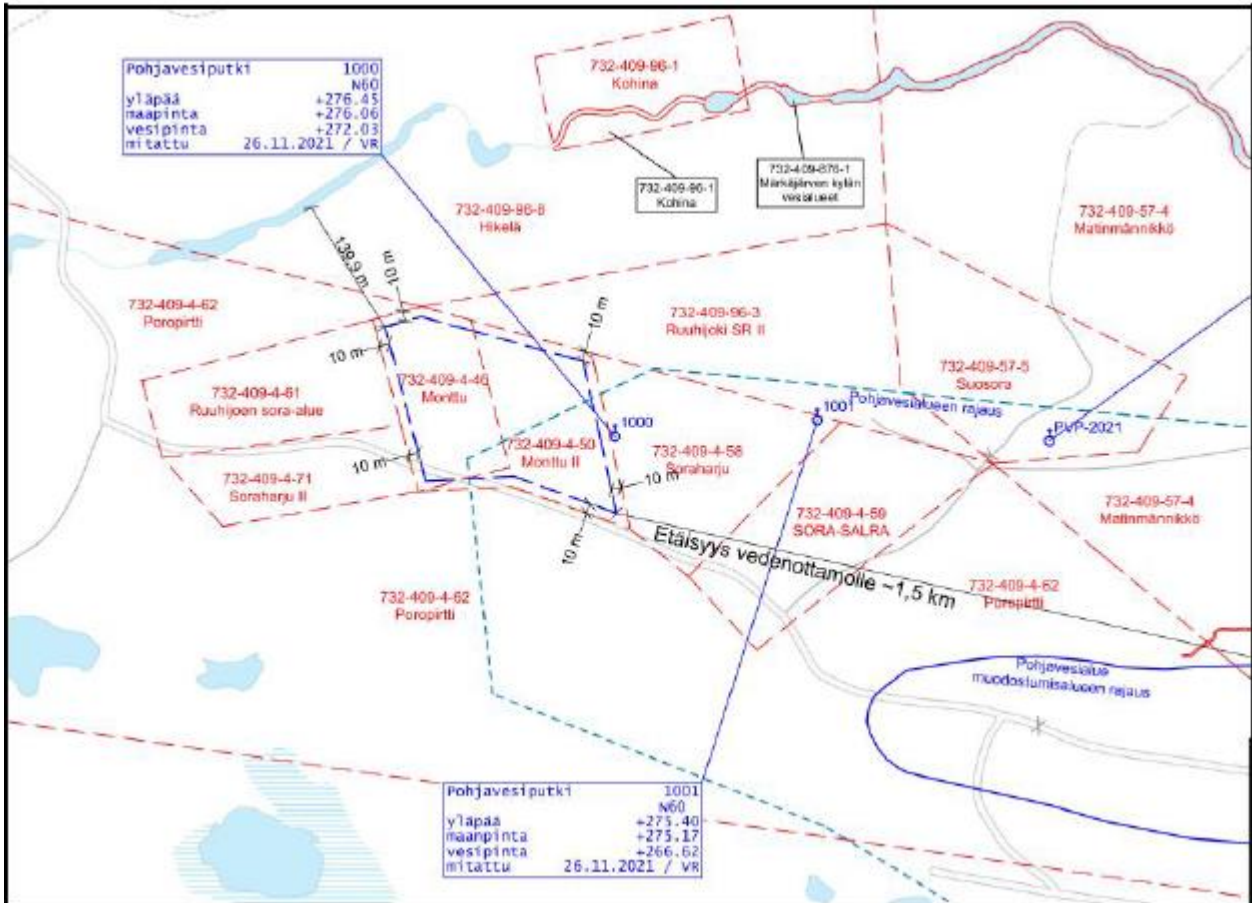 Pohjavesiputki 1000
N60
yläpää +276.45
maapinta +276.06
vesipinta +272.03
mitattu 26.11.2021 / VR
732-409-96-1
Kohina
732-409-96-1
Kohina
732-409-876-1
Märkäjärven kylän
vesialueet
732-409-96-8
Hikelä
732-409-57-4
Matinmännikkö
139,9 m
10 m
10 m
10 m
732-409-4-62
Poropirtti
732-409-96-3
Ruuhijoki SR II
732-409-4-61
Ruuhijoen sora-alue
732-409-4-46
Monttu
732-409-57-5
Suosora
Pohjavesialueen rajaus
1000
1001
PVP-2021
732-409-4-50
Monttu II
732-409-4-58
Soraharju
10 m
732-409-4-71
Soraharju II
10 m
10 m
732-409-4-59
SORA-SALRA
732-409-57-4
Matinmännikkö
Etäisyys vedenottamolle ~1,5 km
732-409-4-62
Poropirtti
732-409-4-62
Poropirtti
Pohjavesialue
muodostumisalueen rajaus
Pohjavesiputki 1001
N60
yläpää +275.40
maanpinta +275.17
vesipinta +266.62
mitattu 26.11.2021 / VR